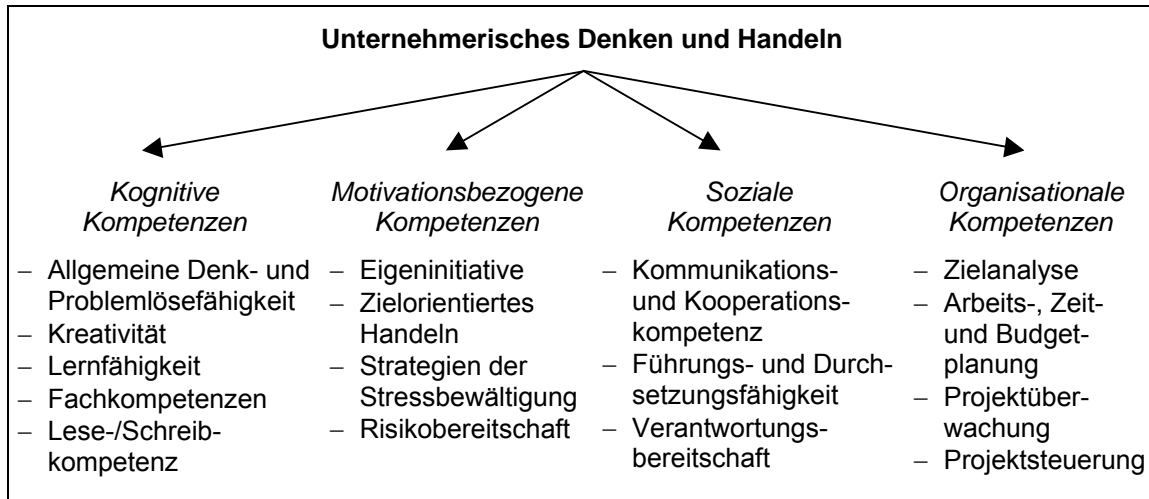 Unternehmerisches Denken und Handeln
Kognitive
Kompetenzen
– Allgemeine Denk- und
Problemlösefähigkeit
– Kreativität
– Lernfähigkeit
– Fachkompetenzen
– Lese-/Schreib-
kompetenz
Motivationsbezogene
Kompetenzen
– Eigeninitiative
– Zielorientiertes
Handeln
– Strategien der
Stressbewältigung
– Risikobereitschaft
Soziale
Kompetenzen
– Kommunikations-
und Kooperations-
kompetenz
– Führungs- und Durch-
setzungsfähigkeit
– Verantwortungs-
bereitschaft
Organisationale
Kompetenzen
– Zielanalyse
– Arbeits-, Zeit-
und Budget-
planung
– Projektüber-
wachung
– Projektsteuerung